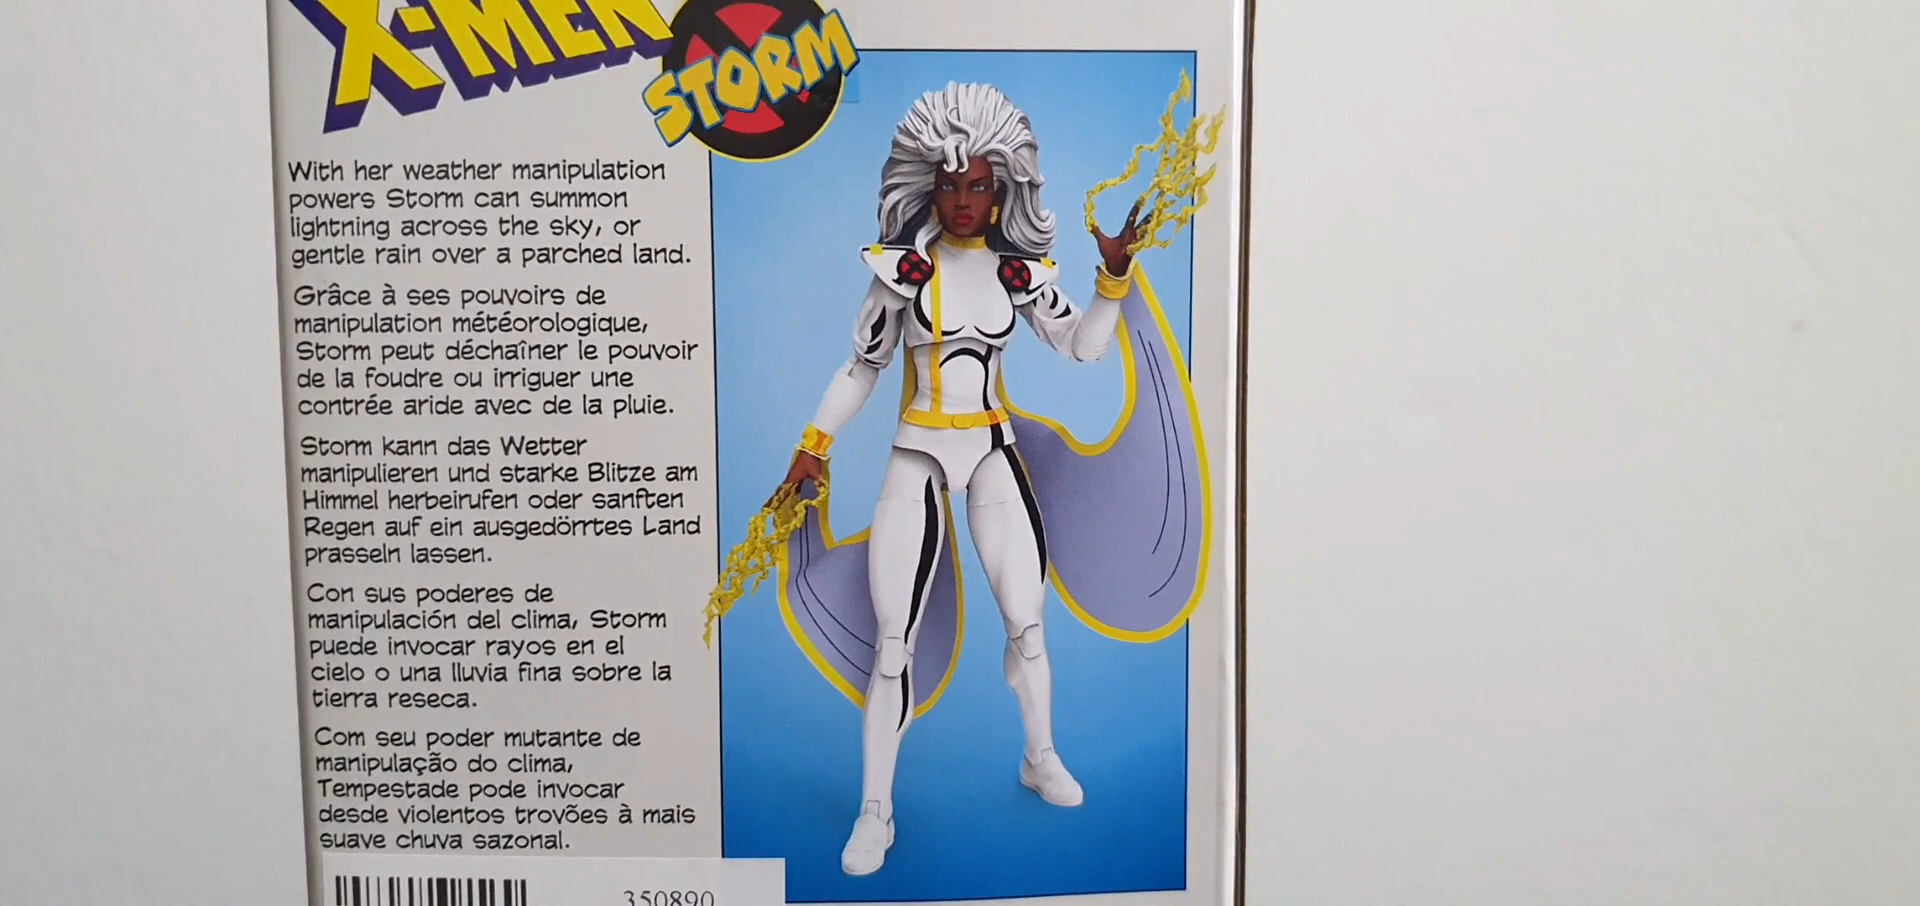 X-MEN
STORM
With her weather manipulation
powers Storm can summon
lightning across the sky, or
gentle rain over a parched land.
Grâce à ses pouvoirs de
manipulation météorologique,
Storm peut déchaîner le pouvoir
de la foudre ou irriguer une
contrée aride avec de la pluie.
Storm kann das Wetter
manipulieren und starke Blitze am
Himmel herbeirufen oder sanften
Regen auf ein ausgedörrtes Land
prasseln lassen.
Con sus poderes de
manipulación del clima, Storm
puede invocar rayos en el
cielo o una lluvia fina sobre la
tierra reseca.
Com seu poder mutante de
manipulação do clima,
Tempestade pode invocar
desde violentos trovões à mais
suave chuva sazonal.
350890